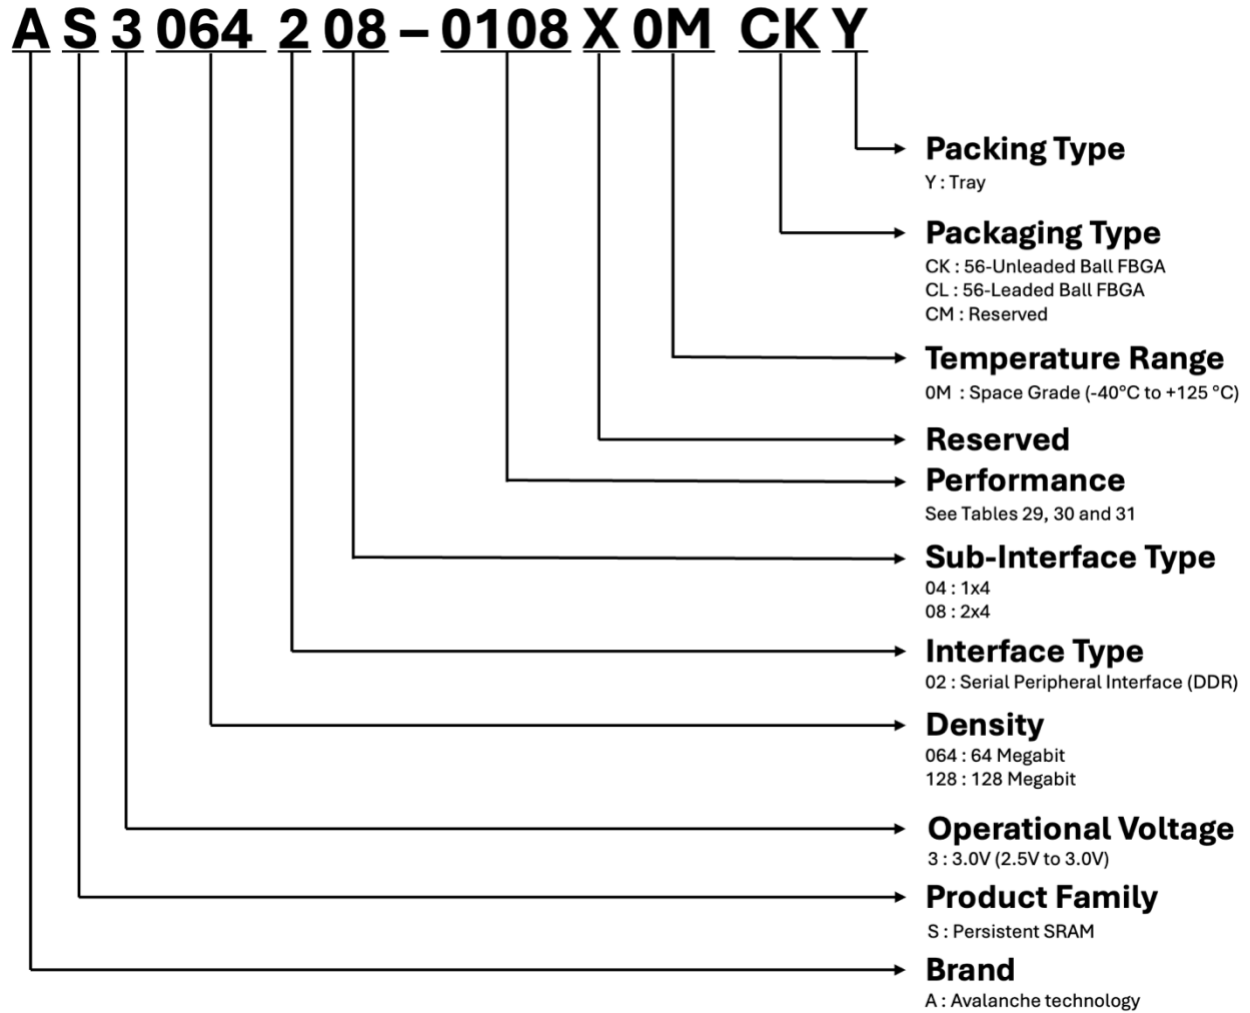 A S 3 064 2 08 – 0108 X 0M CK Y
Packing Type
Y : Tray
Packaging Type
CK : 56-Unleaded Ball FBGA
CL : 56-Leaded Ball FBGA
CM : Reserved
Temperature Range
0M : Space Grade (-40°C to +125 °C)
Reserved
Performance
See Tables 29, 30 and 31
Sub-Interface Type
04 : 1x4
08 : 2x4
Interface Type
02 : Serial Peripheral Interface (DDR)
Density
064 : 64 Megabit
128 : 128 Megabit
Operational Voltage
3 : 3.0V (2.5V to 3.0V)
Product Family
S : Persistent SRAM
Brand
A : Avalanche technology